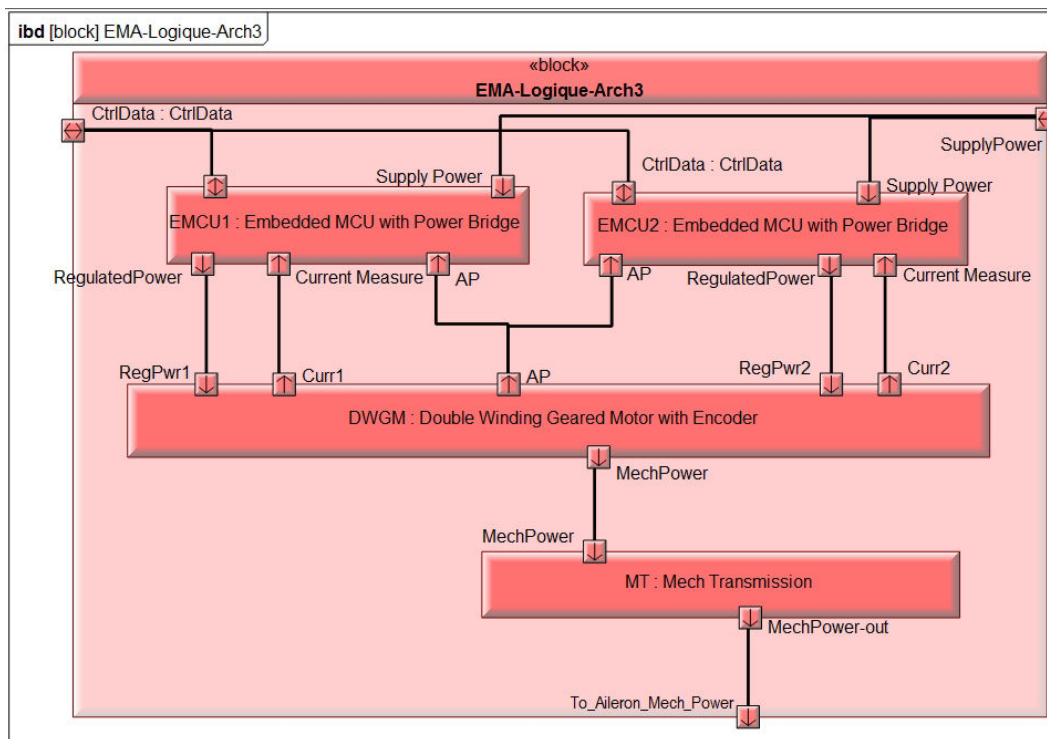 ibd [block] EMA-Logique-Arch3
«block»
EMA-Logique-Arch3
CtrlData : CtrlData
SupplyPower
Supply Power
CtrlData : CtrlData
Supply Power
EMCU1 : Embedded MCU with Power Bridge
EMCU2 : Embedded MCU with Power Bridge
RegulatedPower
Current Measure
AP
AP
RegulatedPower
Current Measure
RegPwr1
Curr1
AP
RegPwr2
Curr2
DWGM : Double Winding Geared Motor with Encoder
MechPower
MechPower
MT : Mech Transmission
MechPower-out
To_Aileron_Mech_Power